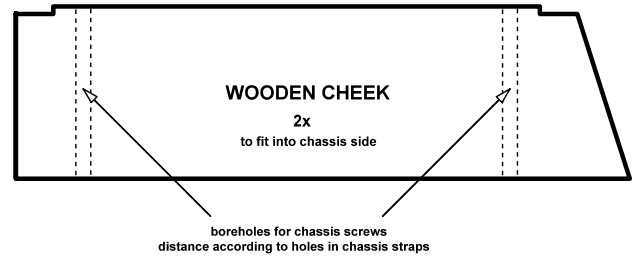 WOODEN CHEEK
2x
to fit into chassis side
boreholes for chassis screws
distance according to holes in chassis straps